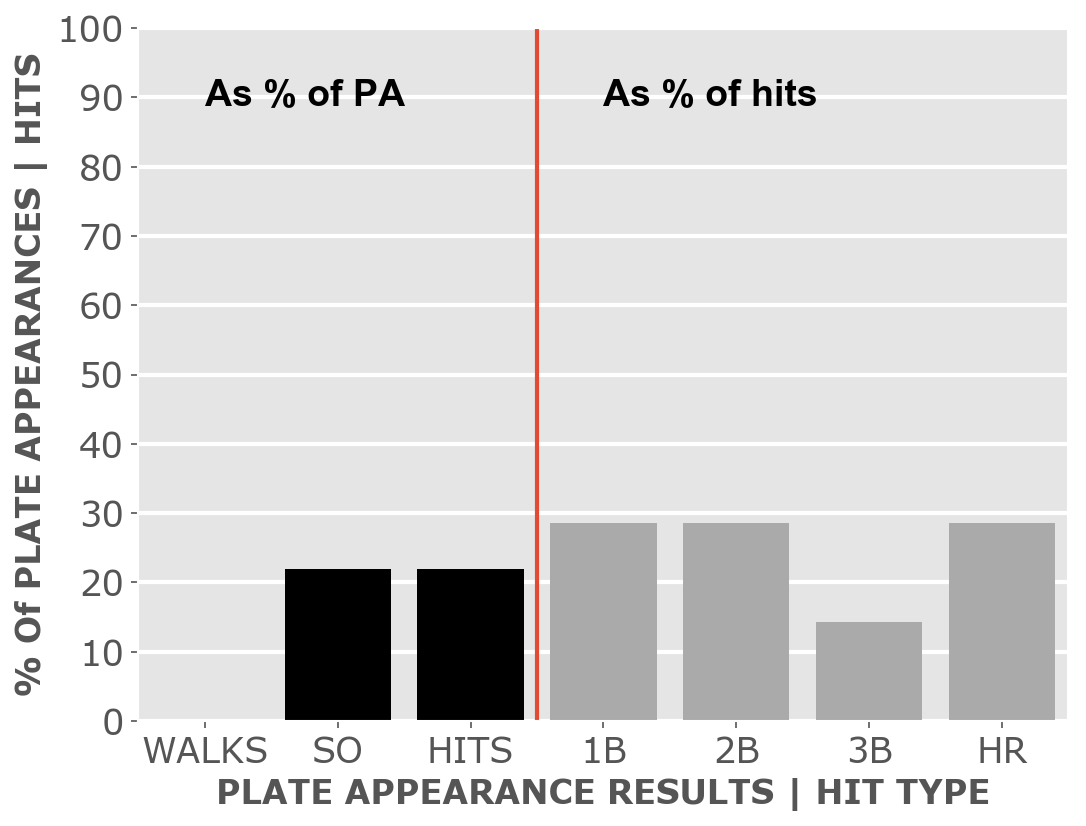 % Of PLATE APPEARANCES | HITS
100
90
80
70
60
50
40
30
20
10
0
As % of PA
As % of hits
WALKS SO HITS 1B 2B 3B HR
PLATE APPEARANCE RESULTS | HIT TYPE